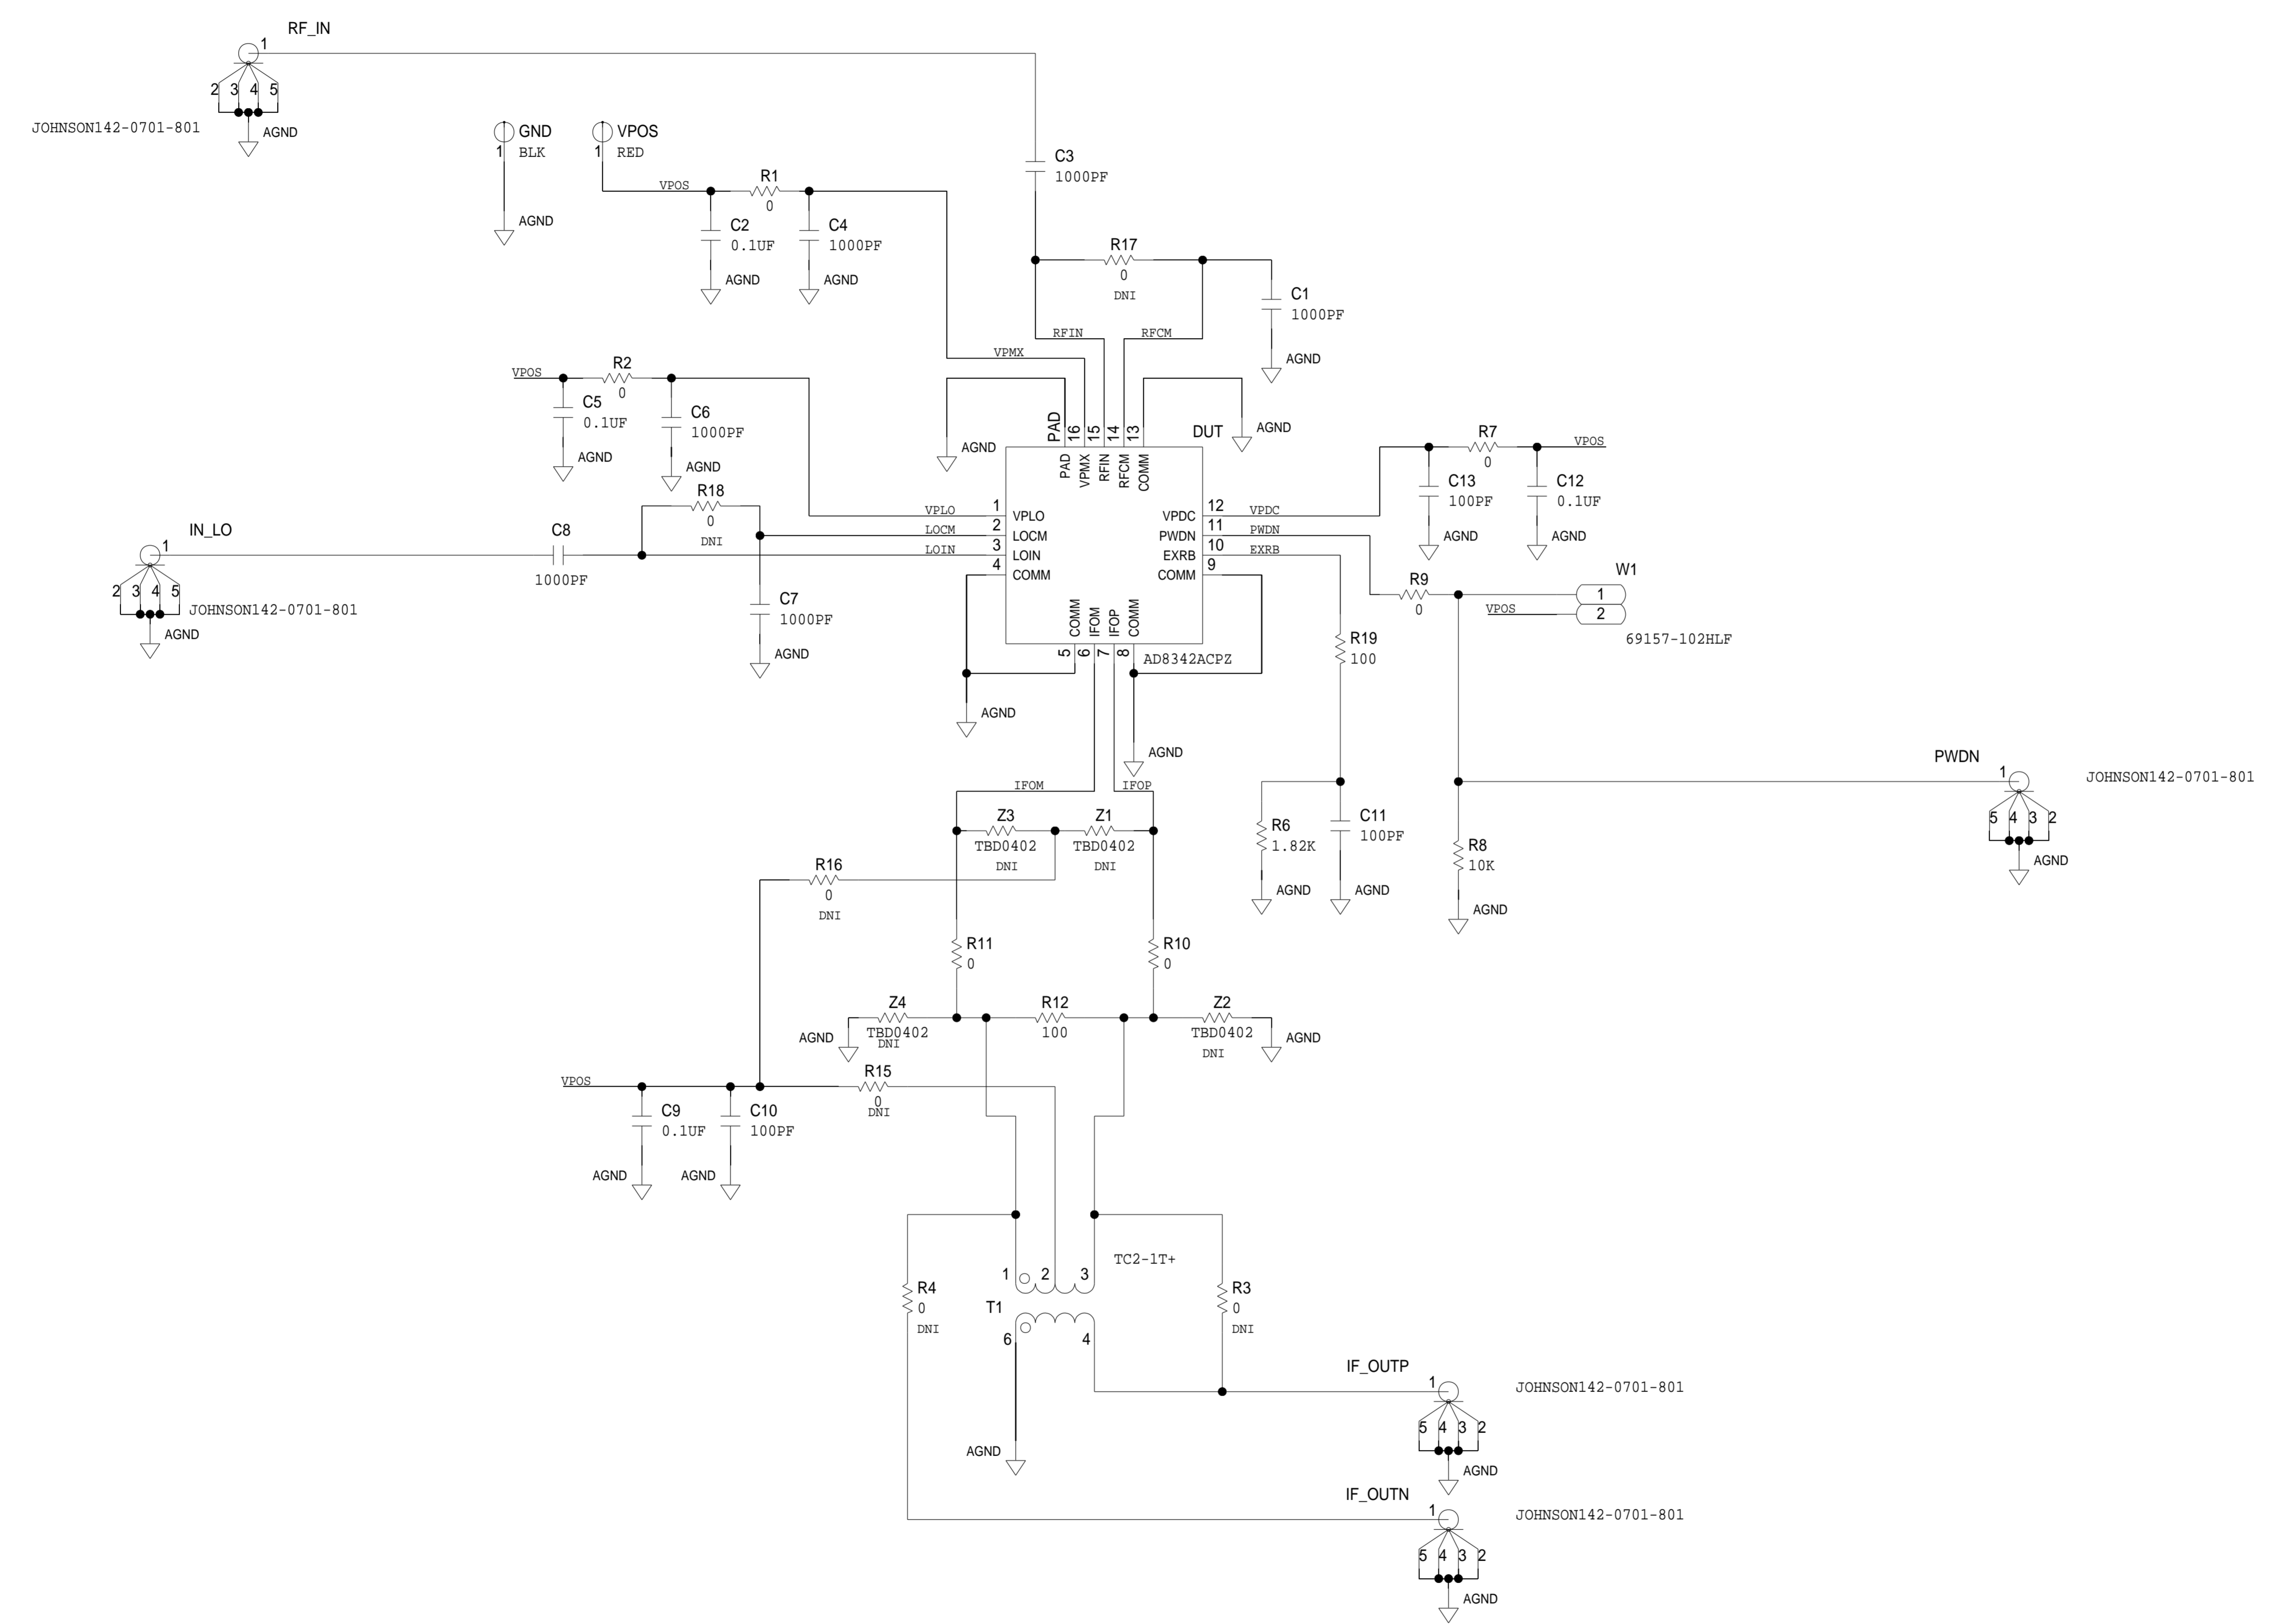 RF_IN
1
2 3 4 5
JOHNSON142-0701-801
AGND
GND
1 BLK
AGND
VPOS
1 RED
VPOS
R1
0
C2
0.1UF
AGND
C4
1000PF
AGND
C3
1000PF
R17
0
DNI
C1
1000PF
AGND
RFIN
RFCM
VPMX
VPOS
R2
0
C5
0.1UF
AGND
C6
1000PF
AGND
AGND
AGND
DUT
PAD
16
15
14
13
PAD
VPMX
RFIN
RFCM
COMM
R7
0
VPOS
C13
100PF
AGND
C12
0.1UF
AGND
R18
0
DNI
IN_LO
1
2 3 4 5
JOHNSON142-0701-801
AGND
C8
1000PF
C7
1000PF
AGND
VPLO 1 VPLO
LOCM 2 LOCM
LOIN 3 LOIN
4 COMM
VPDC 12 VPDC
PWDN 11 PWDN
EXRB 10 EXRB
COMM 9
COMM
IFOM
IFOP
COMM
5
6
7
8
AD8342ACPZ
AGND
AGND
R9
0
W1
1
VPOS 2
69157-102HLF
R19
100
PWDN
1
JOHNSON142-0701-801
5 4 3 2
AGND
R6
1.82K
AGND
C11
100PF
AGND
R8
10K
AGND
IFOM
IFOP
Z3
TBD0402
DNI
Z1
TBD0402
DNI
R16
0
DNI
R11
0
R10
0
Z4
TBD0402
DNI
AGND
R12
100
Z2
TBD0402
DNI
AGND
VPOS
R15
0
DNI
C9
0.1UF
AGND
C10
100PF
AGND
TC2-1T+
1 2 3
T1
6 4
AGND
R4
0
DNI
R3
0
DNI
IF_OUTP
1
JOHNSON142-0701-801
5 4 3 2
AGND
IF_OUTN
1
JOHNSON142-0701-801
5 4 3 2
AGND